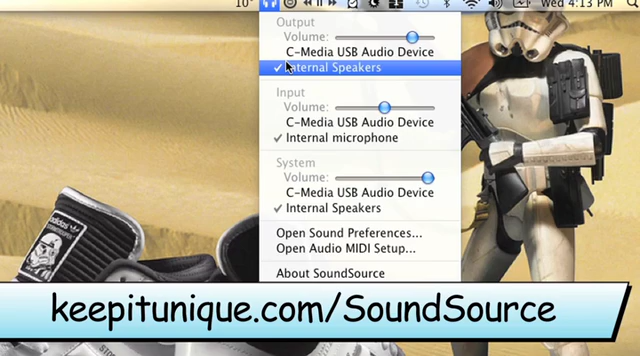 10°
Wed 4:13 PM
Output
Volume:
C-Media USB Audio Device
✓ Internal Speakers
Input
Volume:
C-Media USB Audio Device
✓ Internal microphone
System
Volume:
C-Media USB Audio Device
✓ Internal Speakers
Open Sound Preferences...
Open Audio MIDI Setup...
About SoundSource
adidas
keepitunique.com/SoundSource